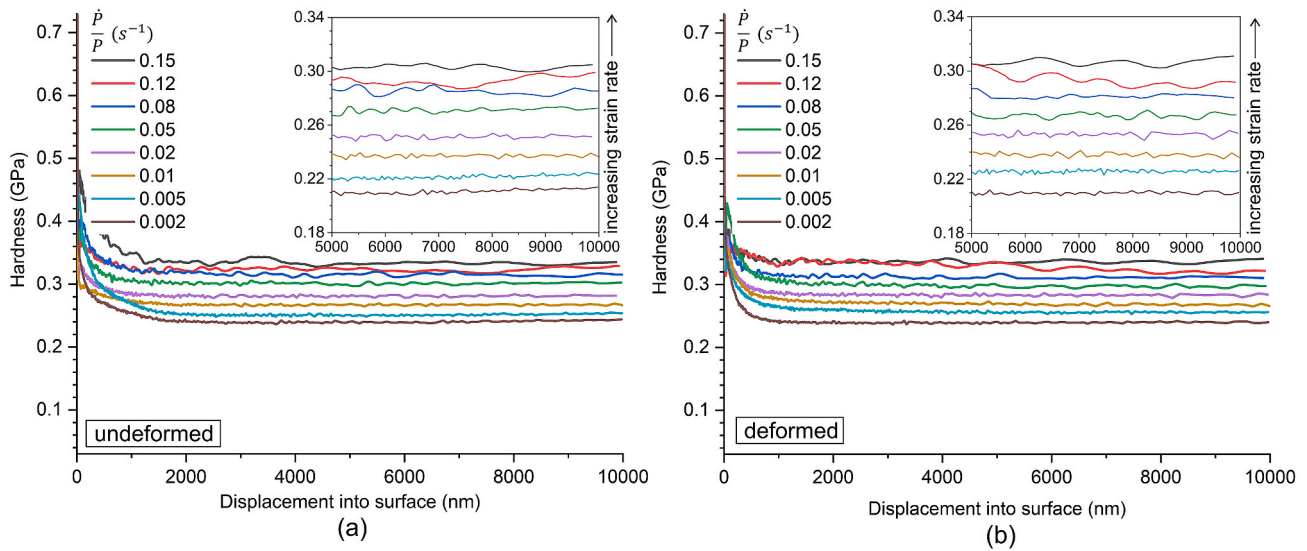 Ṗ/P (s⁻¹)
0.15
0.12
0.08
0.05
0.02
0.01
0.005
0.002
0.7
0.6
0.5
0.4
0.3
0.2
0.1
Hardness (GPa)
0.34
0.30
0.26
0.22
0.18
5000 6000 7000 8000 9000 10000
increasing strain rate
undeformed
0 2000 4000 6000 8000 10000
Displacement into surface (nm)
(a)
Ṗ/P (s⁻¹)
0.15
0.12
0.08
0.05
0.02
0.01
0.005
0.002
0.7
0.6
0.5
0.4
0.3
0.2
0.1
Hardness (GPa)
0.34
0.30
0.26
0.22
0.18
5000 6000 7000 8000 9000 10000
increasing strain rate
deformed
0 2000 4000 6000 8000 10000
Displacement into surface (nm)
(b)